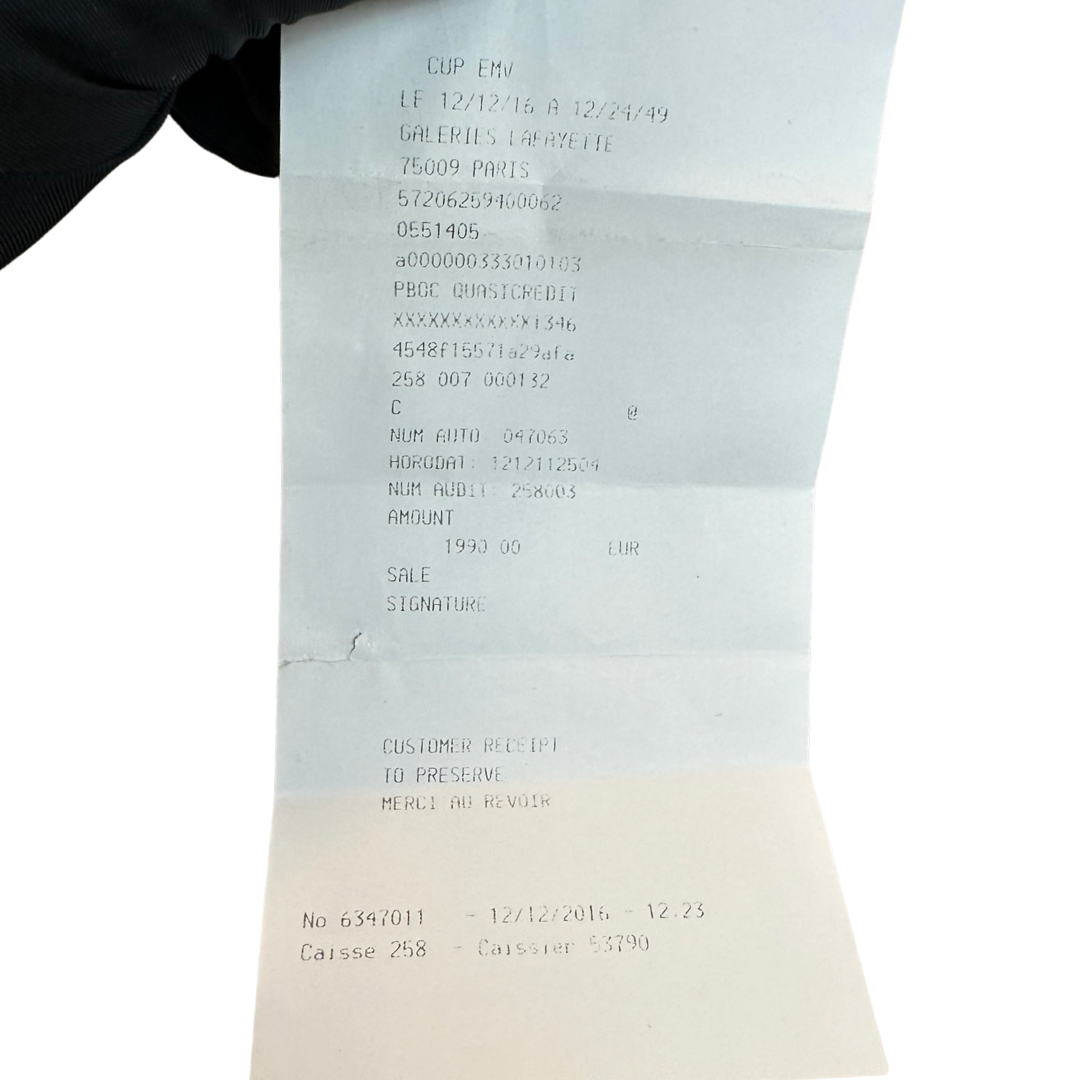 CUP EMV
LE 12/12/16 A 12/24/49
GALERIES LAFAYETTE
75009 PARIS
57206259400062
0551405
a000000333010103
PBOC QUASICREDIT
XXXXXXXXXXXX1346
4548f15571a29afa
258 007 000132
C @
NUM AUTO 047063
HORODAT: 1212112504
NUM AUDIT: 258003
AMOUNT
1990 00 EUR
SALE
SIGNATURE
CUSTOMER RECEIPT
TO PRESERVE
MERCI AU REVOIR
No 6347011 - 12/12/2016 - 12.23
Caisse 258 - Caissier 53790